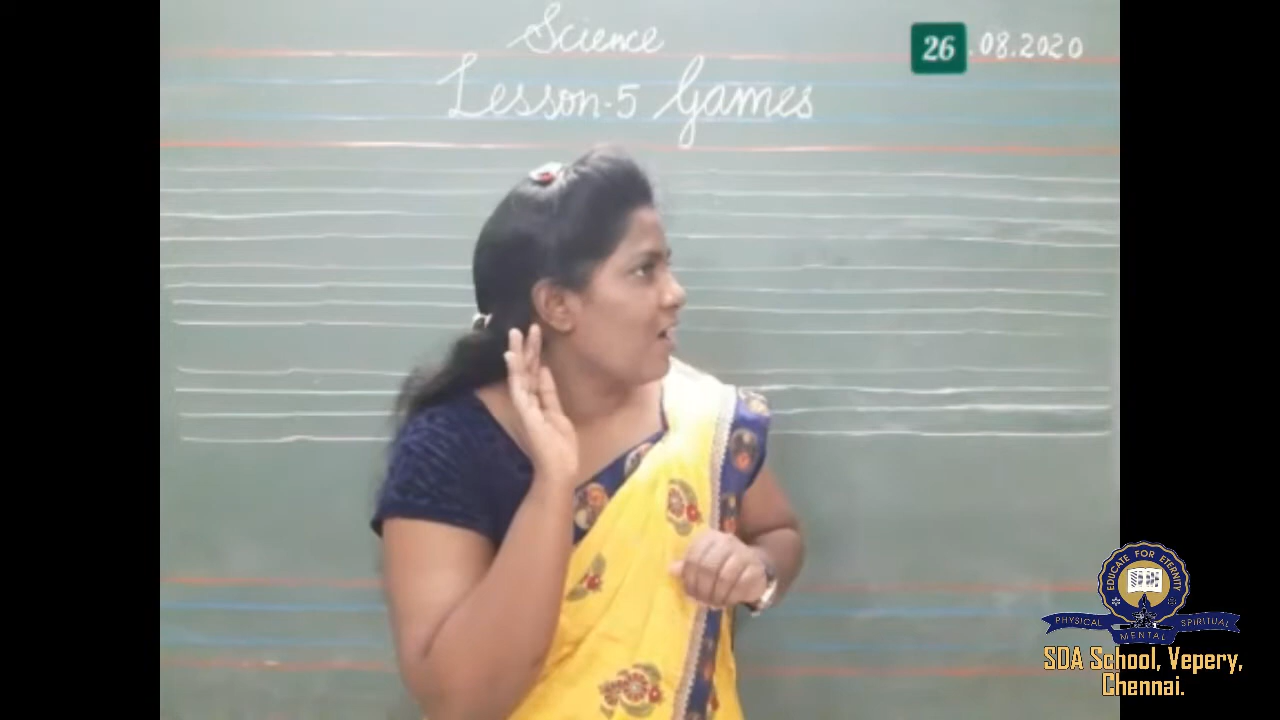 Science
26.08.2020
Lesson-5 Games
EDUCATE FOR ETERNITY
PHYSICAL MENTAL SPIRITUAL
SDA School, Vepery,
Chennai.